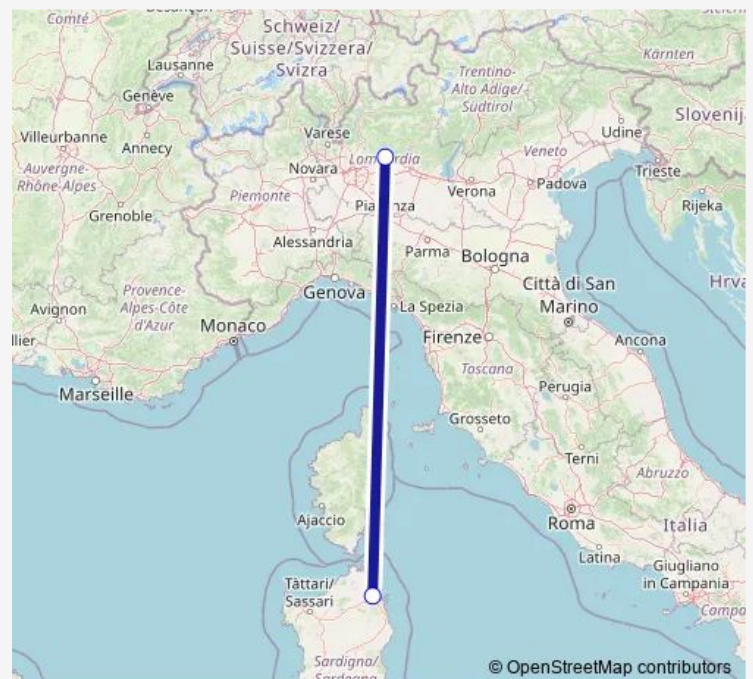 Comté
Schweiz/
Suisse/Svizzera/
Svizra
Kärnten
Lausanne
Trentino-
Alto Adige/
Südtirol
Genève
Slovenij
Villeurbanne
Annecy
Varese
Lombardia
Udine
Auvergne-
Rhône-Alpes
Novara
Verona
Veneto
Padova
Trieste
Grenoble
Piemonte
Rijeka
Alessandria
Parma
Bologna
Provence-
Alpes-Côte
d'Azur
Genova
La Spezia
Città di San
Marino
Hrva
Avignon
Monaco
Firenze
Ancona
llier
Toscana
Marseille
Perugia
Grosseto
Terni
Abruzzo
Ajaccio
Roma
Italia
Latina
Giugliano
in Campania
Tàttari/
Sassari
Campa
Sardigna/
© OpenStreetMap contributors